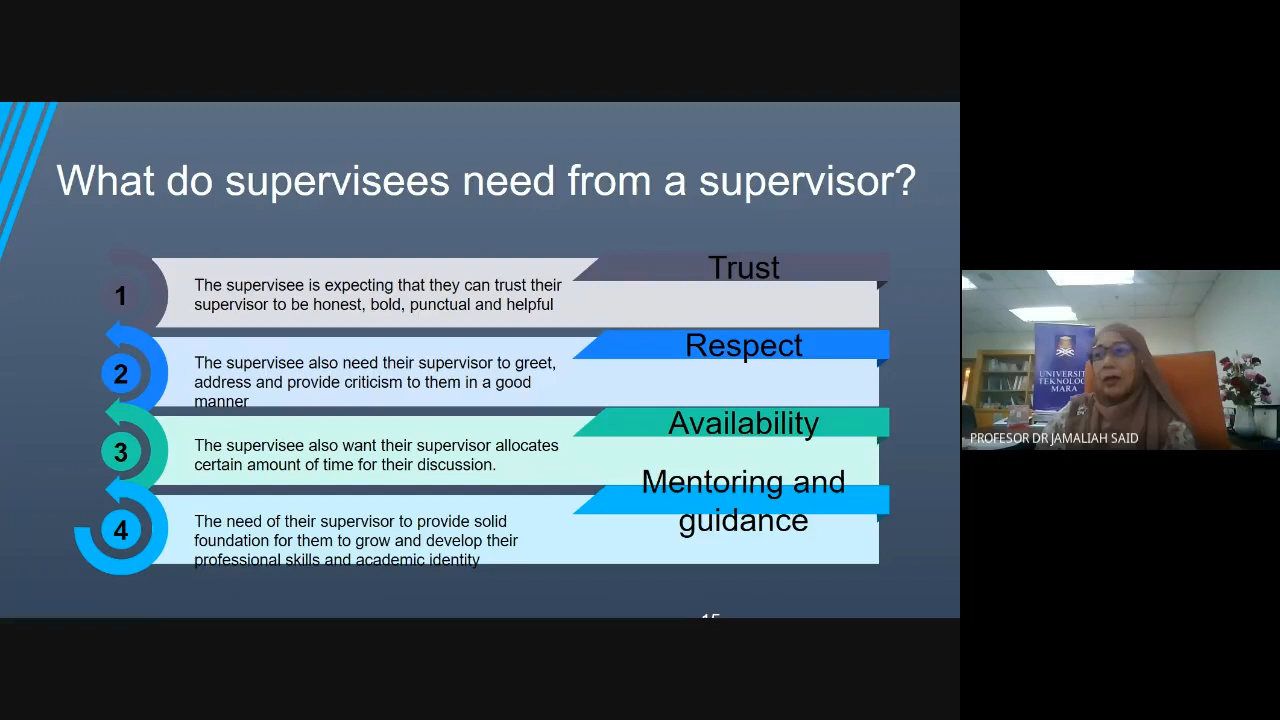 What do supervisees need from a supervisor?
1
The supervisee is expecting that they can trust their
supervisor to be honest, bold, punctual and helpful
Trust
2
The supervisee also need their supervisor to greet,
address and provide criticism to them in a good
manner
Respect
3
The supervisee also want their supervisor allocates
certain amount of time for their discussion.
Availability
4
The need of their supervisor to provide solid
foundation for them to grow and develop their
professional skills and academic identity
Mentoring and
guidance
15
UNIVERSITI
TEKNOLOGI
MARA
PROFESOR DR JAMALIAH SAID